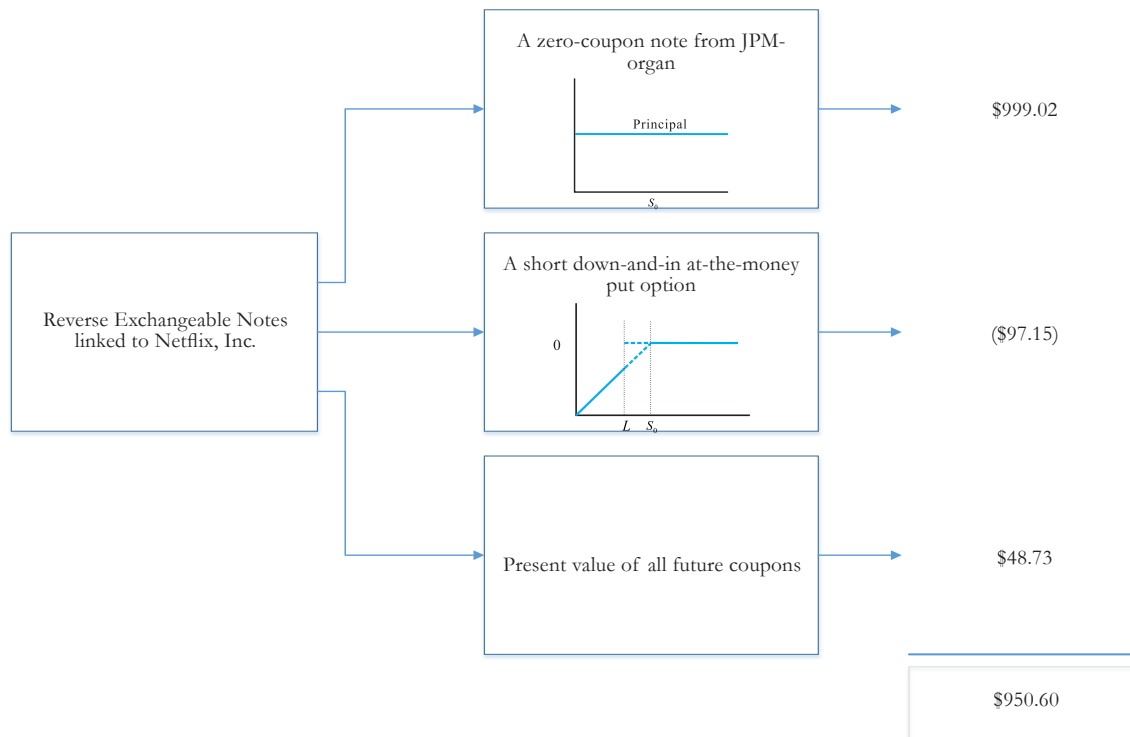 A zero-coupon note from JPM-
organ
Principal
S₀
$999.02
Reverse Exchangeable Notes
linked to Netflix, Inc.
A short down-and-in at-the-money
put option
0
L S₀
($97.15)
Present value of all future coupons
$48.73
$950.60